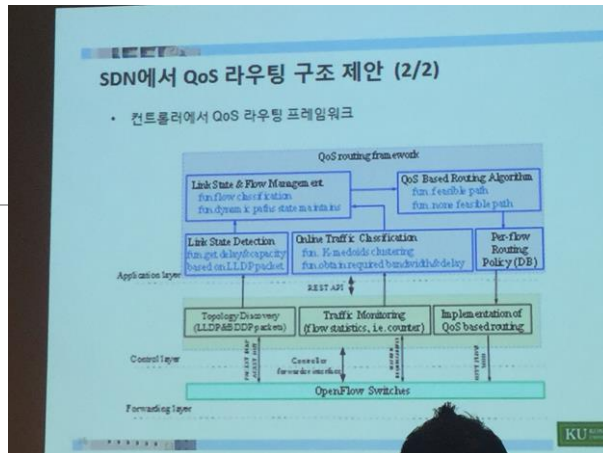 SDN에서 QoS 라우팅 구조 제안 (2/2)
• 컨트롤러에서 QoS 라우팅 프레임워크
QoS routing framework
Link State & Flow Management
fun.flow classification
fun.dynamic paths state maintains
QoS Based Routing Algorithm
fun. feasible path
fun. none feasible path
Link State Detection
fun.get delay&capacity
based on LLDP packet
Online Traffic Classification
fun. K-medoids clustering
fun.obtain required bandwidth&delay
Per-flow
Routing
Policy (DB)
Application layer
REST API
Topology Discovery
(LLDP&BDDP packets)
Traffic Monitoring
(flow statistics, i.e. counter)
Implementation of
QoS based routing
Control layer
Controller
forwarder interface
OpenFlow Switches
Forwarding layer
KU